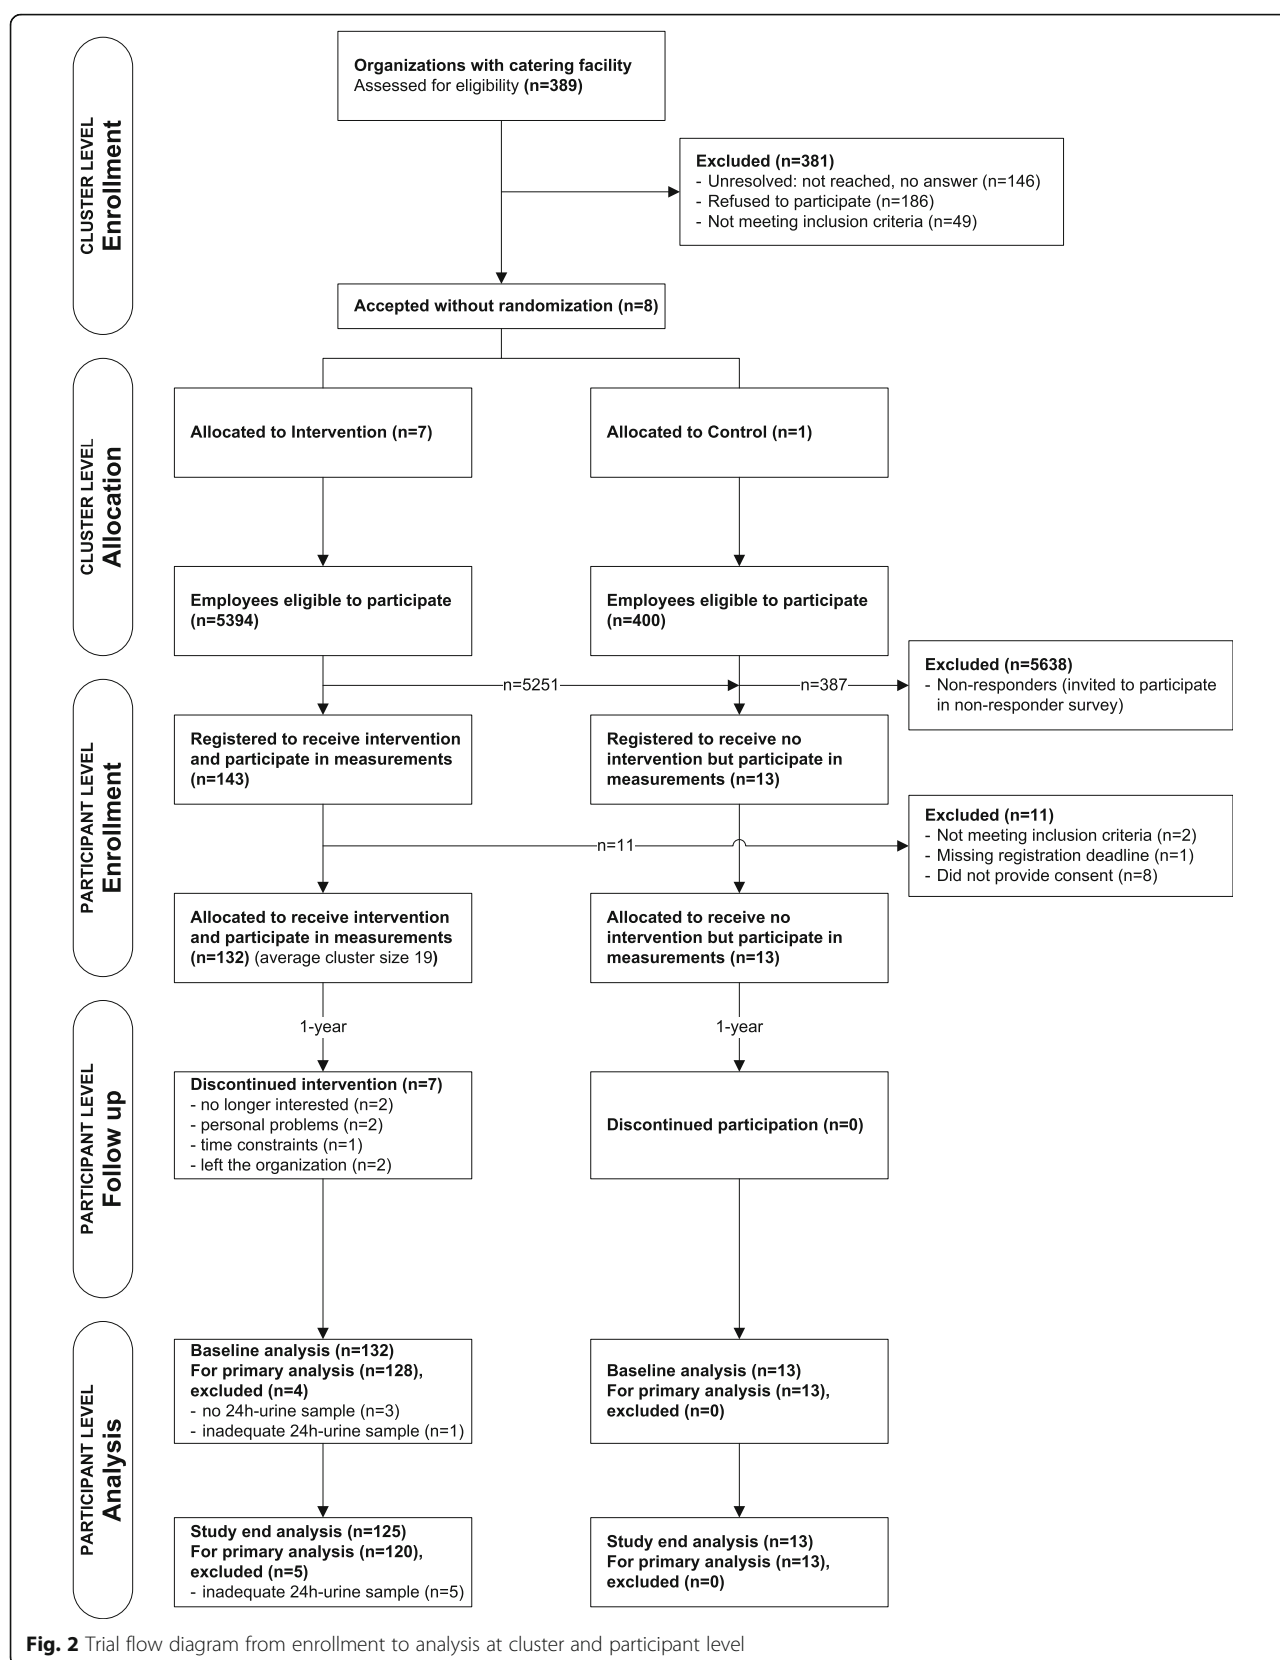 CLUSTER LEVEL
Enrollment
Organizations with catering facility
Assessed for eligibility (n=389)
Excluded (n=381)
- Unresolved: not reached, no answer (n=146)
- Refused to participate (n=186)
- Not meeting inclusion criteria (n=49)
Accepted without randomization (n=8)
CLUSTER LEVEL
Allocation
Allocated to Intervention (n=7)
Allocated to Control (n=1)
Employees eligible to participate
(n=5394)
Employees eligible to participate
(n=400)
PARTICIPANT LEVEL
Enrollment
n=5251
n=387
Excluded (n=5638)
- Non-responders (invited to participate
in non-responder survey)
Registered to receive intervention
and participate in measurements
(n=143)
Registered to receive no
intervention but participate in
measurements (n=13)
n=11
Excluded (n=11)
- Not meeting inclusion criteria (n=2)
- Missing registration deadline (n=1)
- Did not provide consent (n=8)
Allocated to receive intervention
and participate in measurements
(n=132) (average cluster size 19)
Allocated to receive no
intervention but participate in
measurements (n=13)
PARTICIPANT LEVEL
Follow up
1-year
1-year
Discontinued intervention (n=7)
- no longer interested (n=2)
- personal problems (n=2)
- time constraints (n=1)
- left the organization (n=2)
Discontinued participation (n=0)
PARTICIPANT LEVEL
Analysis
Baseline analysis (n=132)
For primary analysis (n=128),
excluded (n=4)
- no 24h-urine sample (n=3)
- inadequate 24h-urine sample (n=1)
Baseline analysis (n=13)
For primary analysis (n=13),
excluded (n=0)
Study end analysis (n=125)
For primary analysis (n=120),
excluded (n=5)
- inadequate 24h-urine sample (n=5)
Study end analysis (n=13)
For primary analysis (n=13),
excluded (n=0)
Fig. 2 Trial flow diagram from enrollment to analysis at cluster and participant level